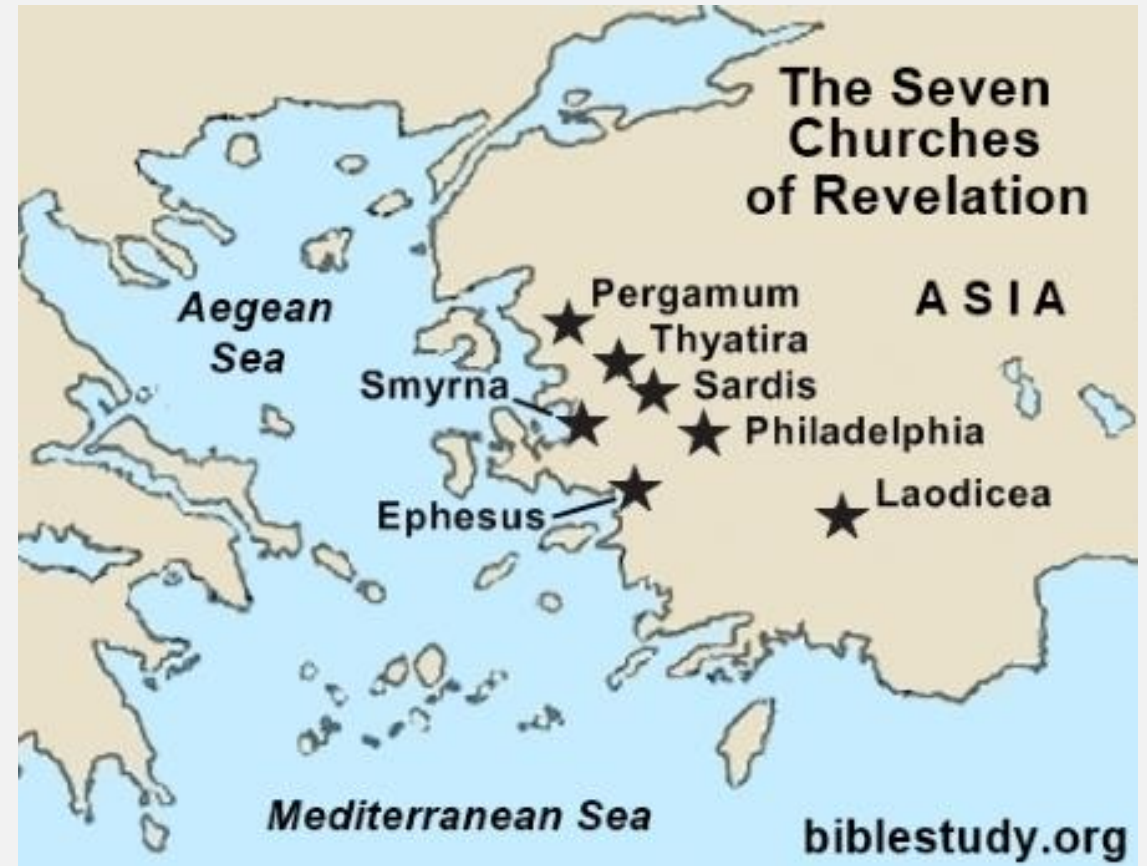 The Seven
Churches
of Revelation
Aegean
Sea
Pergamum
ASIA
Thyatira
Smyrna
Sardis
Philadelphia
Ephesus
Laodicea
Mediterranean Sea
biblestudy.org